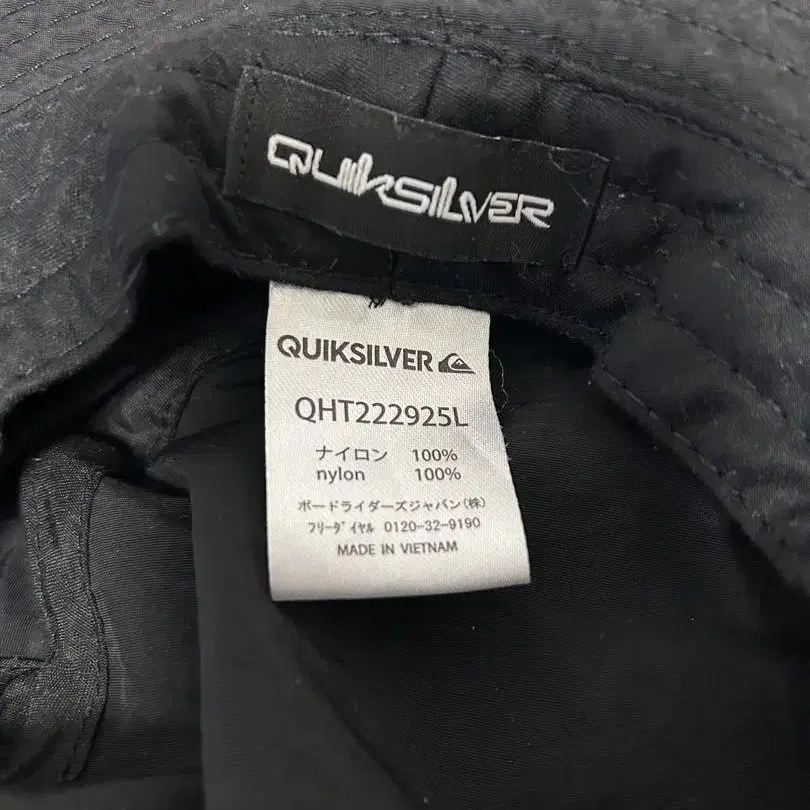 QUIKSILVER
QUIKSILVER
QHT222925L
ナイロン 100%
nylon 100%
ボードライダーズジャパン(株)
フリーダイヤル 0120-32-9190
MADE IN VIETNAM